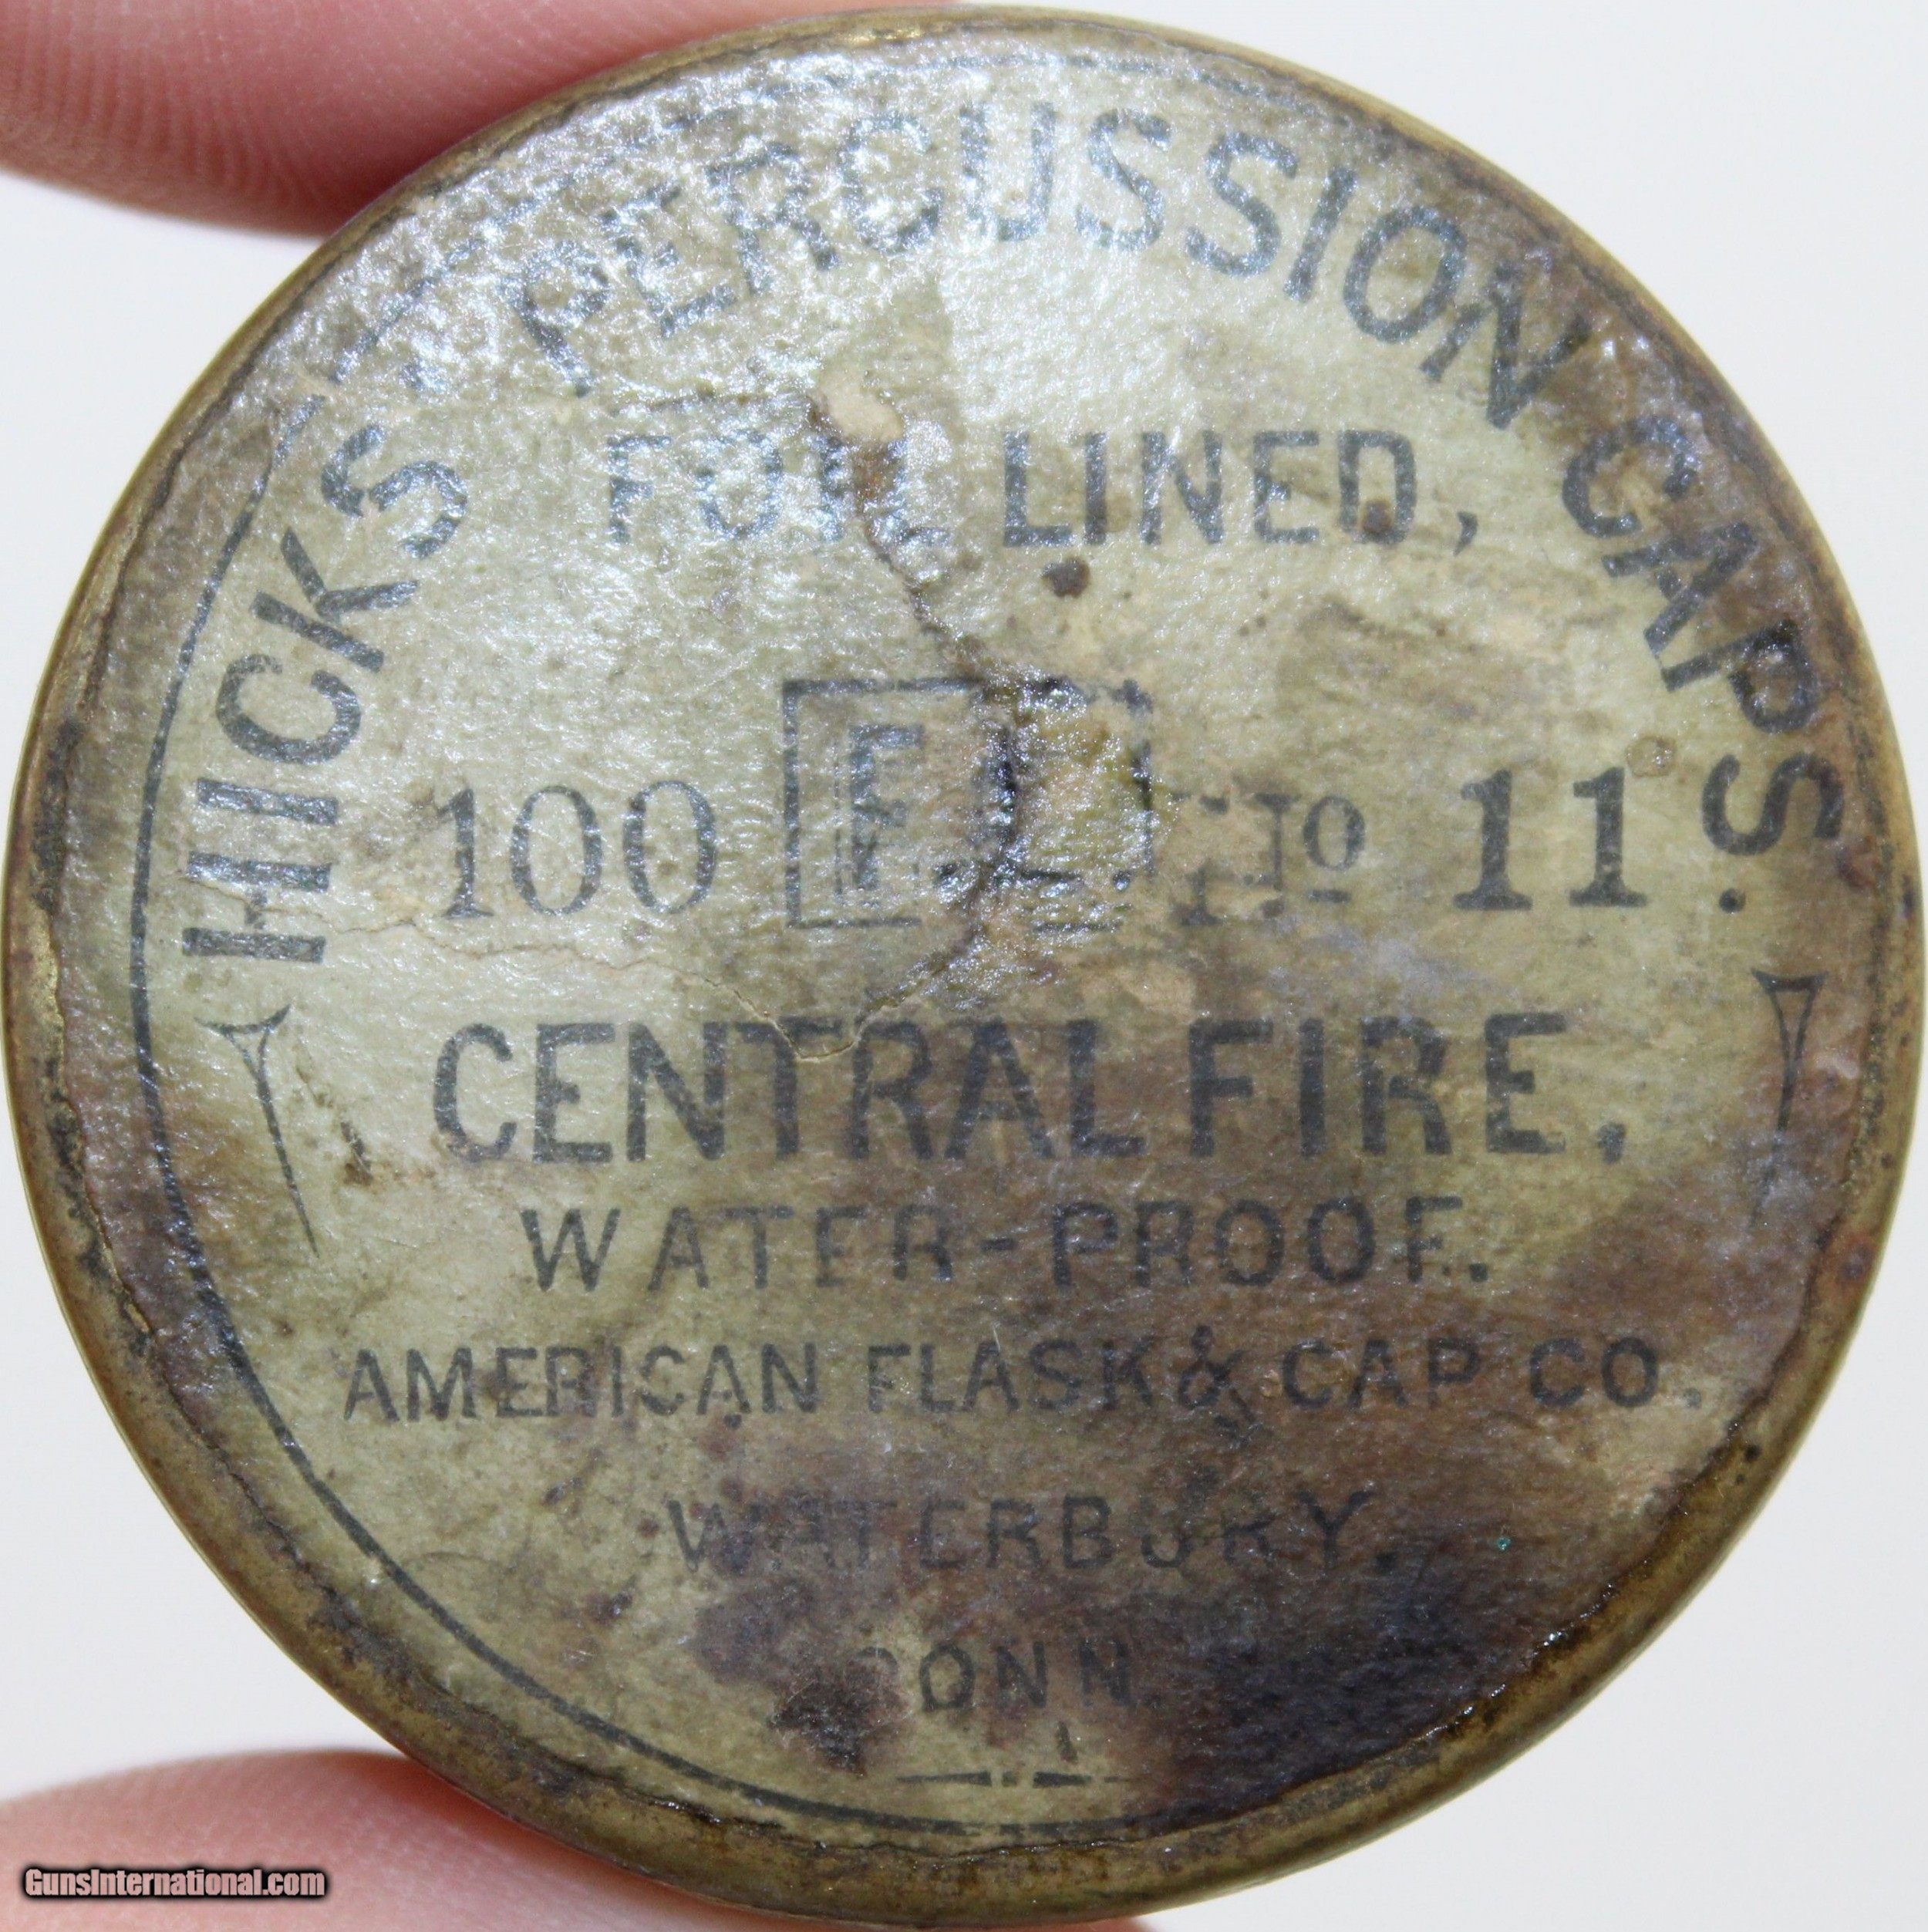 HICKS' PERCUSSION CAPS.
FOIL LINED,
100 F. No 11
CENTRAL FIRE.
WATER-PROOF.
AMERICAN FLASK & CAP CO.
WATERBURY.
CONN
GunsInternational.com